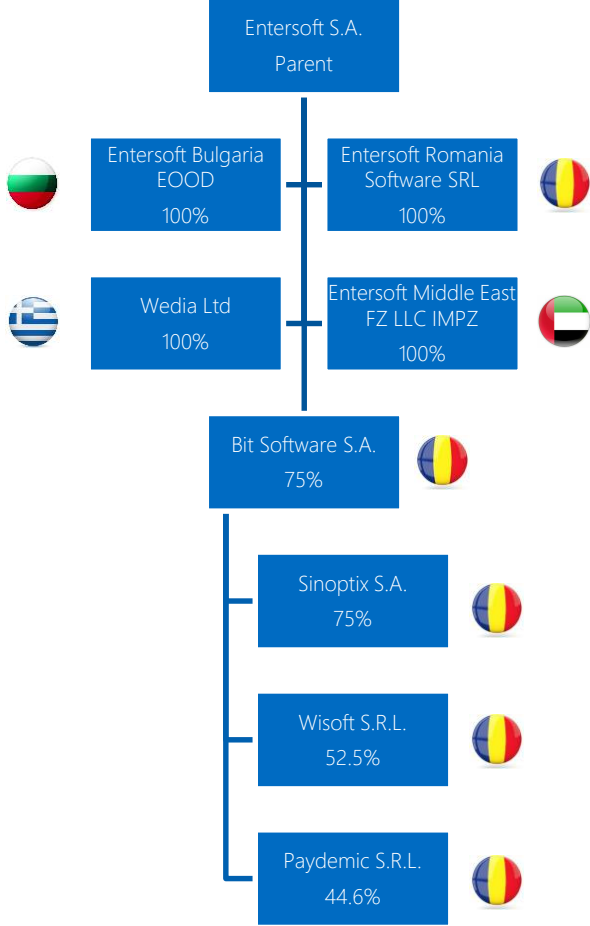 Entersoft S.A.
Parent
Entersoft Bulgaria
EOOD
100%
Entersoft Romania
Software SRL
100%
Wedia Ltd
100%
Entersoft Middle East
FZ LLC IMPZ
100%
Bit Software S.A.
75%
Sinoptix S.A.
75%
Wisoft S.R.L.
52.5%
Paydemic S.R.L.
44.6%